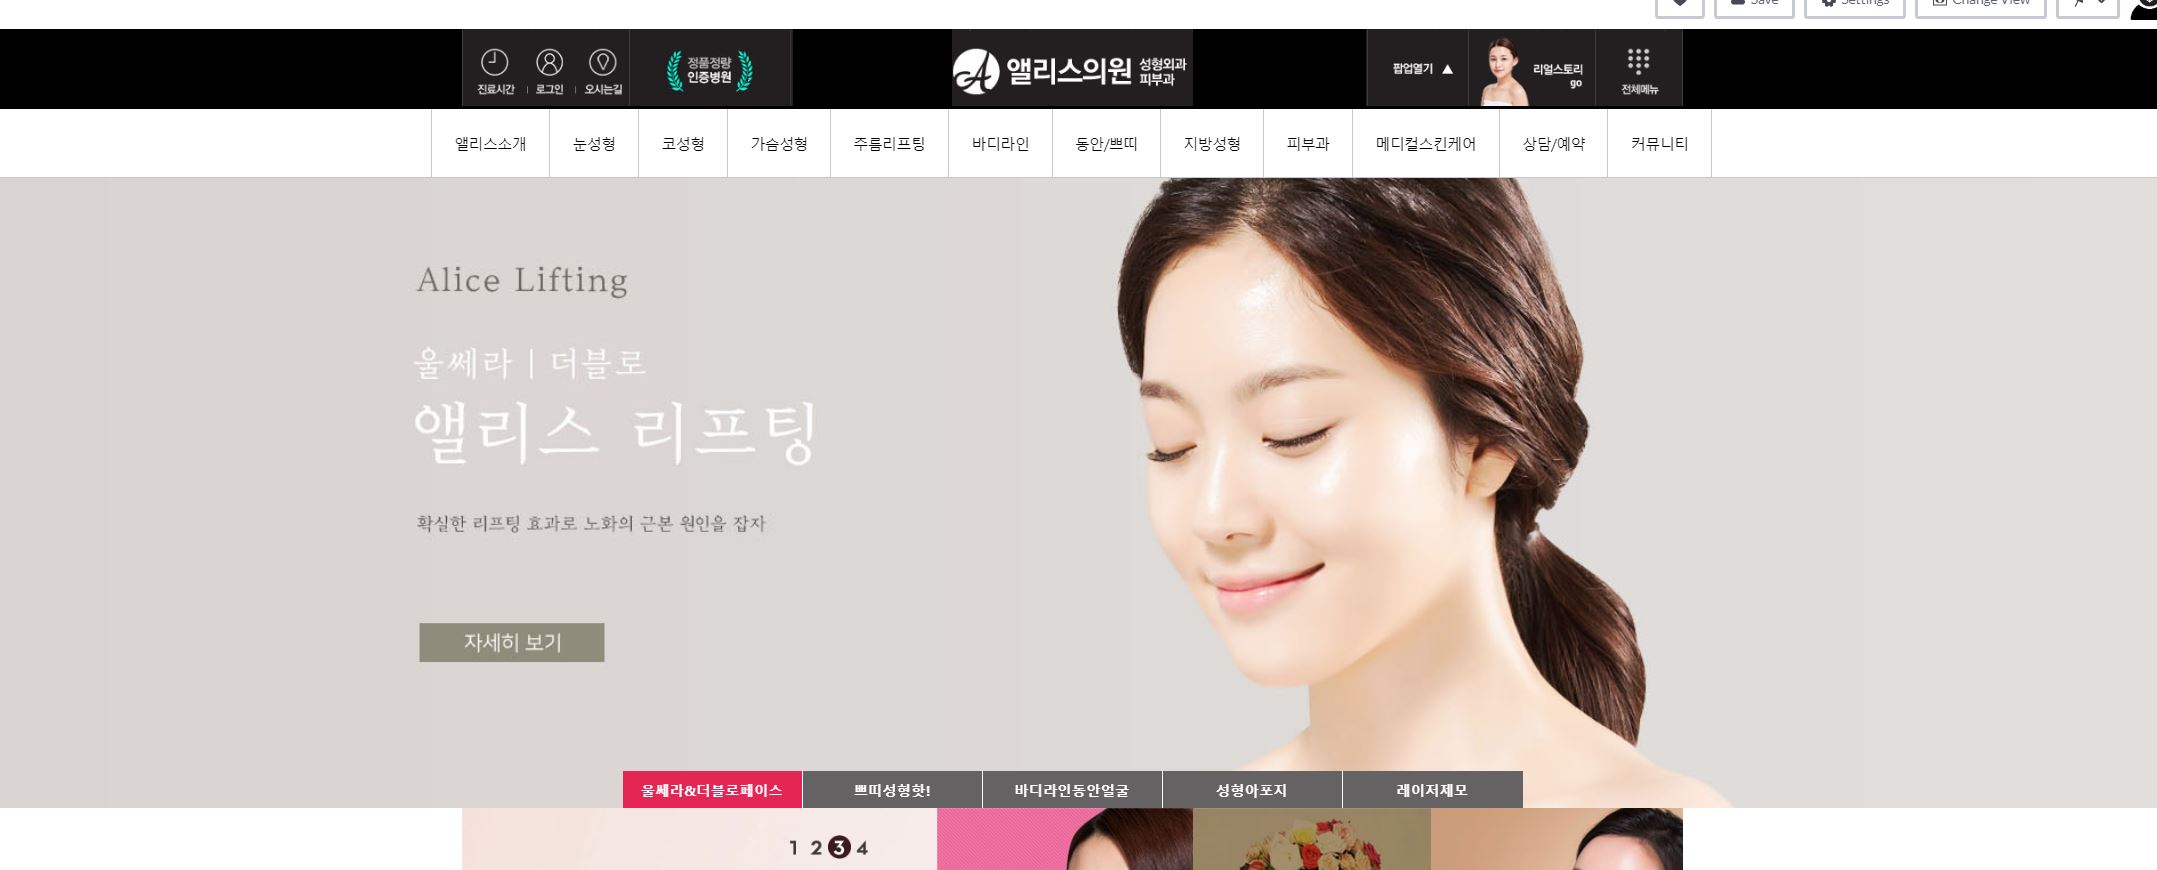 Save
Settings
Change View
진료시간 로그인 오시는길
정품정량
인증병원
앨리스의원 성형외과
피부과
팝업열기 ▲
리얼스토리
go
전체메뉴
앨리스소개 눈성형 코성형 가슴성형 주름리프팅 바디라인 동안/쁘띠 지방성형 피부과 메디컬스킨케어 상담/예약 커뮤니티
Alice Lifting
울쎄라 | 더블로
앨리스 리프팅
확실한 리프팅 효과로 노화의 근본 원인을 잡자
자세히 보기
울쎄라&더블로페이스 쁘띠성형핫! 바디라인동안얼굴 성형아포지 레이저제모
1 2 3 4